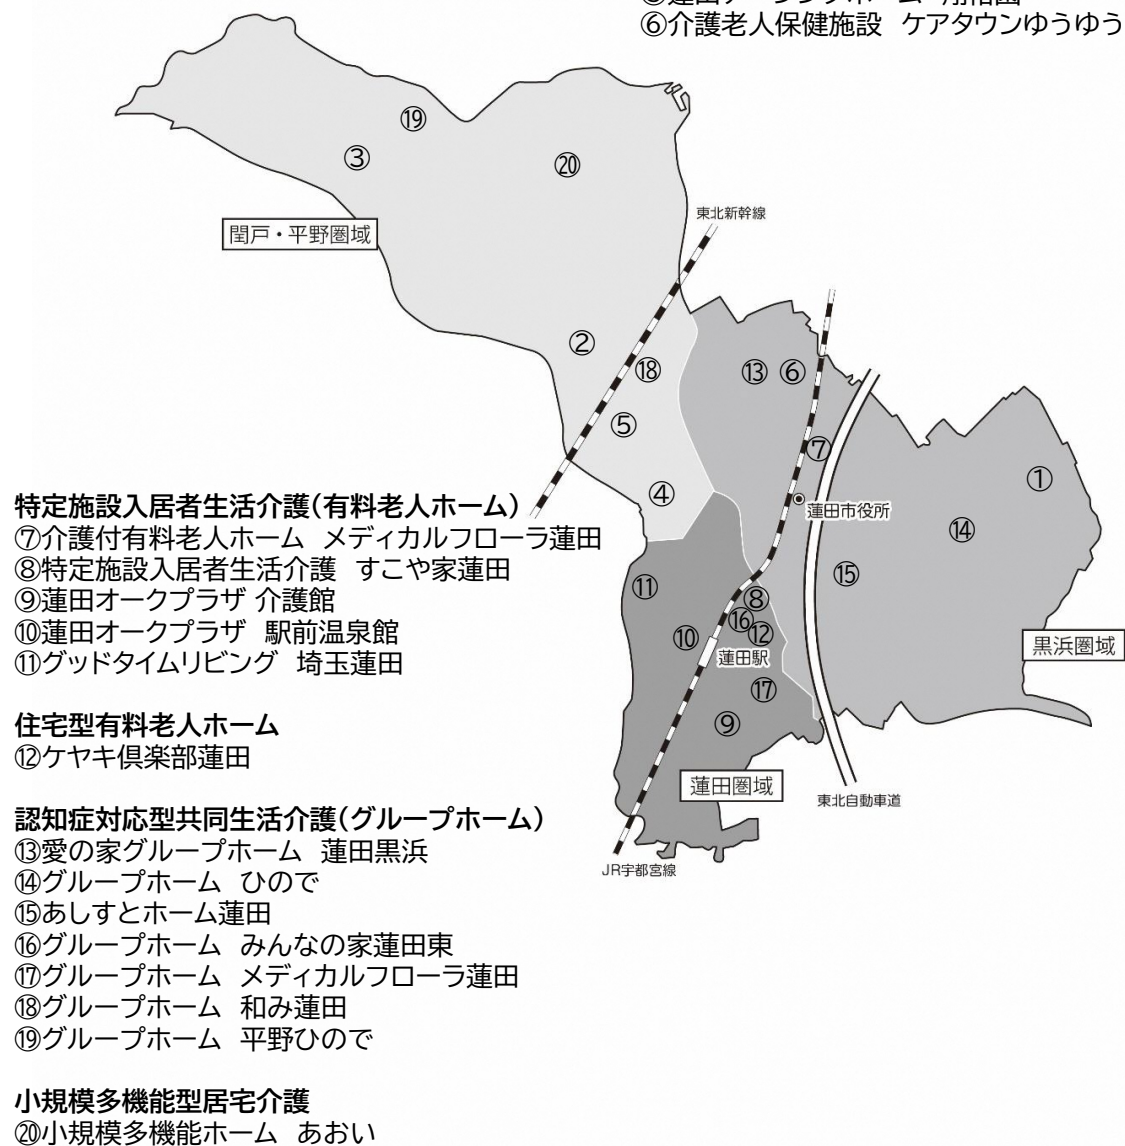 ⑥介護老人保健施設 ケアタウンゆうゆう
⑲
③
⑳
東北新幹線
閏戸・平野圏域
②
⑱
⑬
⑥
⑤
⑦
④
①
蓮田市役所
⑭
⑪
⑮
⑧
⑯
⑩
⑫
蓮田駅
黒浜圏域
⑰
⑨
蓮田圏域
東北自動車道
JR宇都宮線
特定施設入居者生活介護(有料老人ホーム)
⑦介護付有料老人ホーム メディカルフローラ蓮田
⑧特定施設入居者生活介護 すこや家蓮田
⑨蓮田オークプラザ 介護館
⑩蓮田オークプラザ 駅前温泉館
⑪グッドタイムリビング 埼玉蓮田
住宅型有料老人ホーム
⑫ケヤキ倶楽部蓮田
認知症対応型共同生活介護(グループホーム)
⑬愛の家グループホーム 蓮田黒浜
⑭グループホーム ひので
⑮あしすとホーム蓮田
⑯グループホーム みんなの家蓮田東
⑰グループホーム メディカルフローラ蓮田
⑱グループホーム 和み蓮田
⑲グループホーム 平野ひので
小規模多機能型居宅介護
⑳小規模多機能ホーム あおい